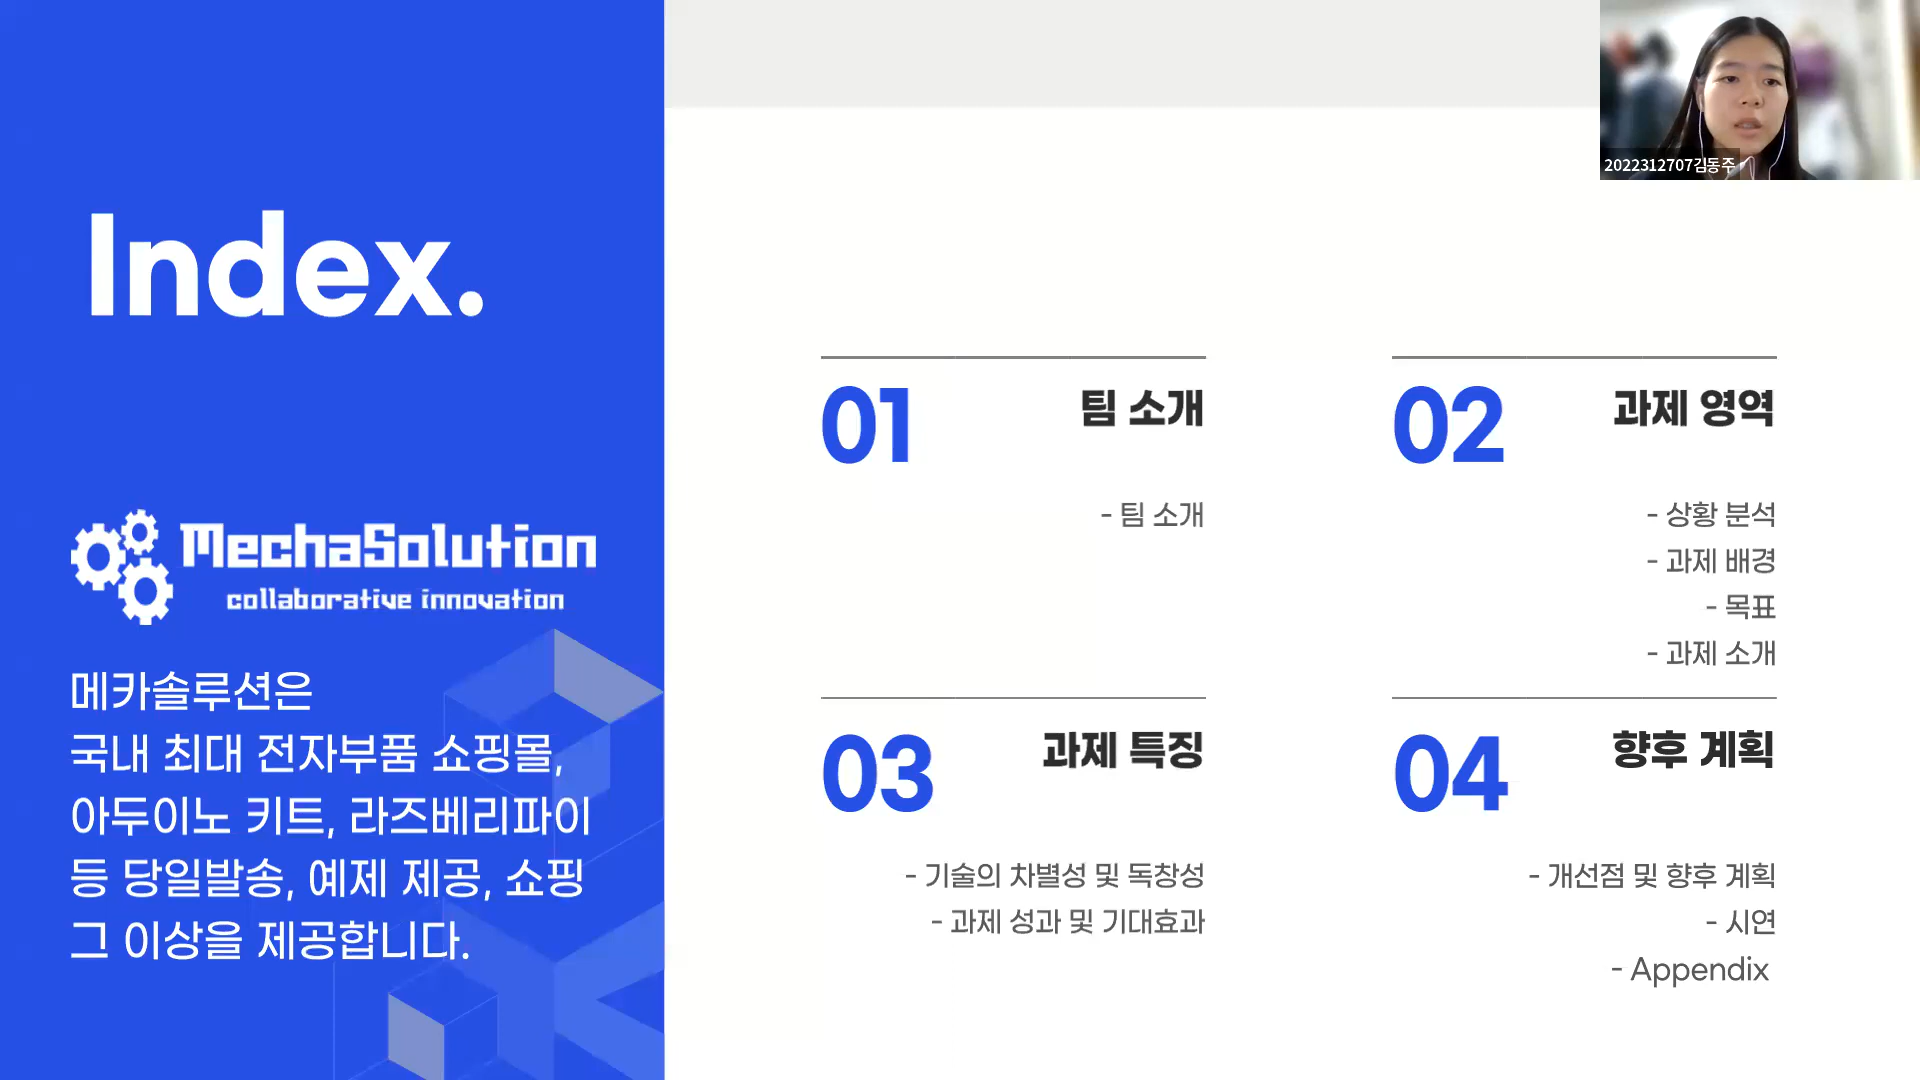 Index.
MechaSolution
collaborative innovation
메카솔루션은
국내 최대 전자부품 쇼핑몰,
아두이노 키트, 라즈베리파이
등 당일발송, 예제 제공, 쇼핑
그 이상을 제공합니다.
01 팀 소개
- 팀 소개
02 과제 영역
- 상황 분석
- 과제 배경
- 목표
- 과제 소개
03 과제 특징
- 기술의 차별성 및 독창성
- 과제 성과 및 기대효과
04 향후 계획
- 개선점 및 향후 계획
- 시연
- Appendix
2022312707김동주